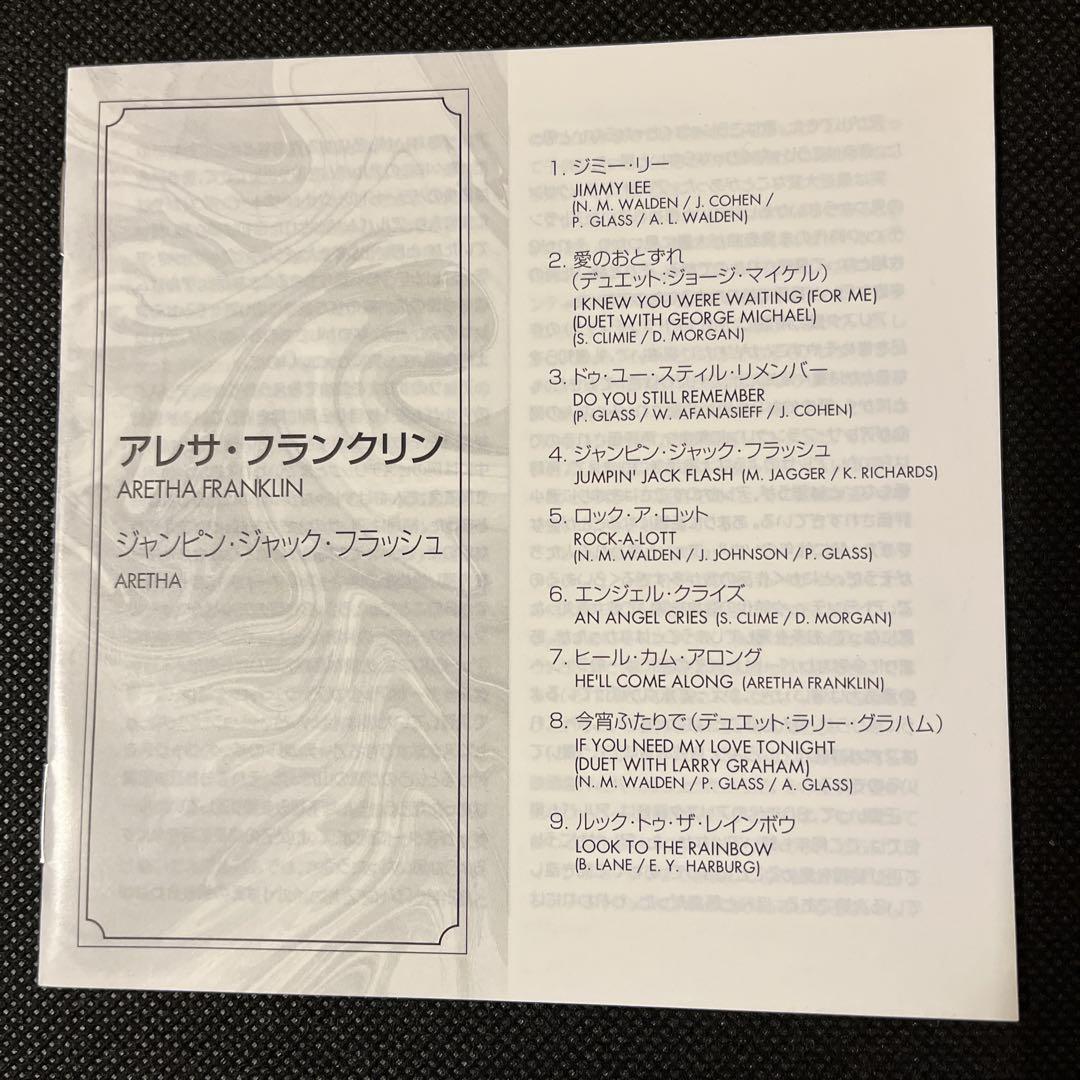 アレサ・フランクリン
ARETHA FRANKLIN
ジャンピン・ジャック・フラッシュ
ARETHA
1. ジミー・リー
JIMMY LEE
(N. M. WALDEN / J. COHEN /
P. GLASS / A. L. WALDEN)
2. 愛のおとずれ
(デュエット:ジョージ・マイケル)
I KNEW YOU WERE WAITING (FOR ME)
(DUET WITH GEORGE MICHAEL)
(S. CLIMIE / D. MORGAN)
3. ドゥ・ユー・スティル・リメンバー
DO YOU STILL REMEMBER
(P. GLASS / W. AFANASIEFF / J. COHEN)
4. ジャンピン・ジャック・フラッシュ
JUMPIN' JACK FLASH (M. JAGGER / K. RICHARDS)
5. ロック・ア・ロット
ROCK-A-LOTT
(N. M. WALDEN / J. JOHNSON / P. GLASS)
6. エンジェル・クライズ
AN ANGEL CRIES (S. CLIME / D. MORGAN)
7. ヒール・カム・アロング
HE'LL COME ALONG (ARETHA FRANKLIN)
8. 今宵ふたりで(デュエット:ラリー・グラハム)
IF YOU NEED MY LOVE TONIGHT
(DUET WITH LARRY GRAHAM)
(N. M. WALDEN / P. GLASS / A. GLASS)
9. ルック・トゥ・ザ・レインボウ
LOOK TO THE RAINBOW
(B. LANE / E. Y. HARBURG)